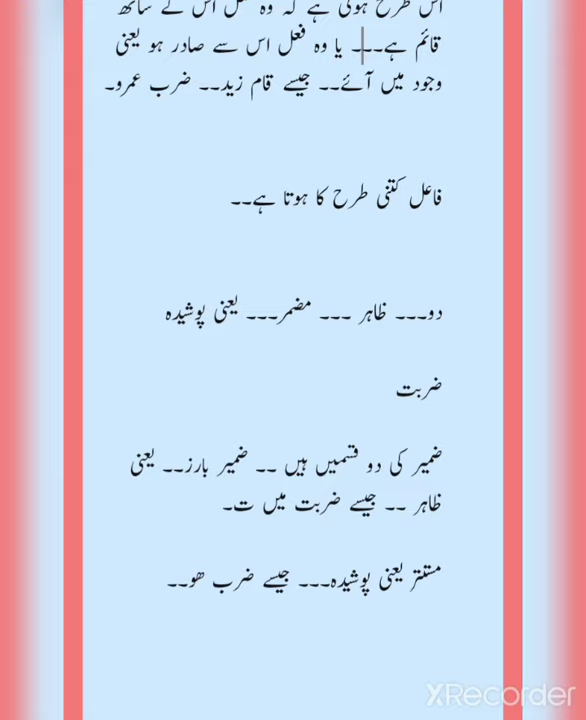 اس طرح ہوتی ہے کہ وہ فعل اس کے ساتھ
قائم ہے۔۔۔ یا وہ فعل اس سے صادر ہو یعنی
وجود میں آئے۔۔ جیسے قام زید۔۔ ضرب عمرو۔
فاعل کتنی طرح کا ہوتا ہے۔۔
دو۔۔۔ ظاہر ۔۔۔ مضمر۔۔۔ یعنی پوشیدہ
ضربت
ضمیر کی دو قسمیں ہیں ۔۔ ضمیر بارز۔۔ یعنی
ظاہر ۔۔ جیسے ضربت میں ت۔
مستتر یعنی پوشیدہ۔۔۔ جیسے ضرب ھو۔۔
XRecorder